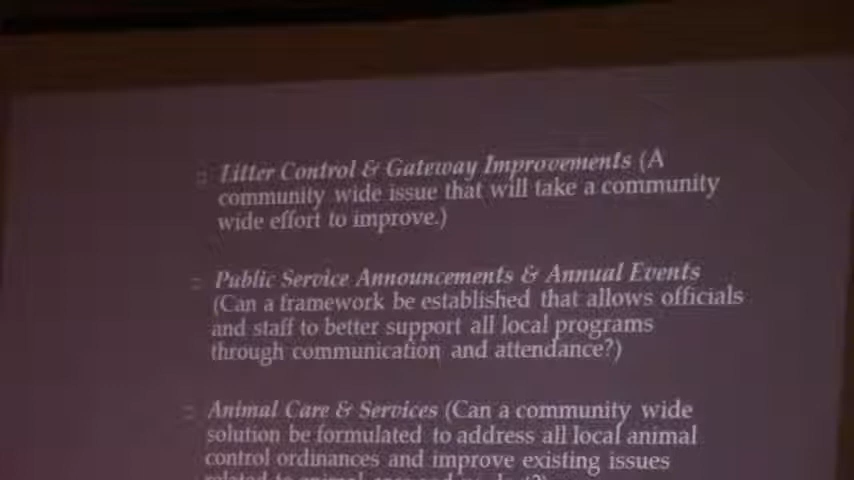 Litter Control & Gateway Improvements (A
community wide issue that will take a community
wide effort to improve.)
Public Service Announcements & Annual Events
(Can a framework be established that allows officials
and staff to better support all local programs
through communication and attendance?)
Animal Care & Services (Can a community wide
solution be formulated to address all local animal
control ordinances and improve existing issues
related to animal